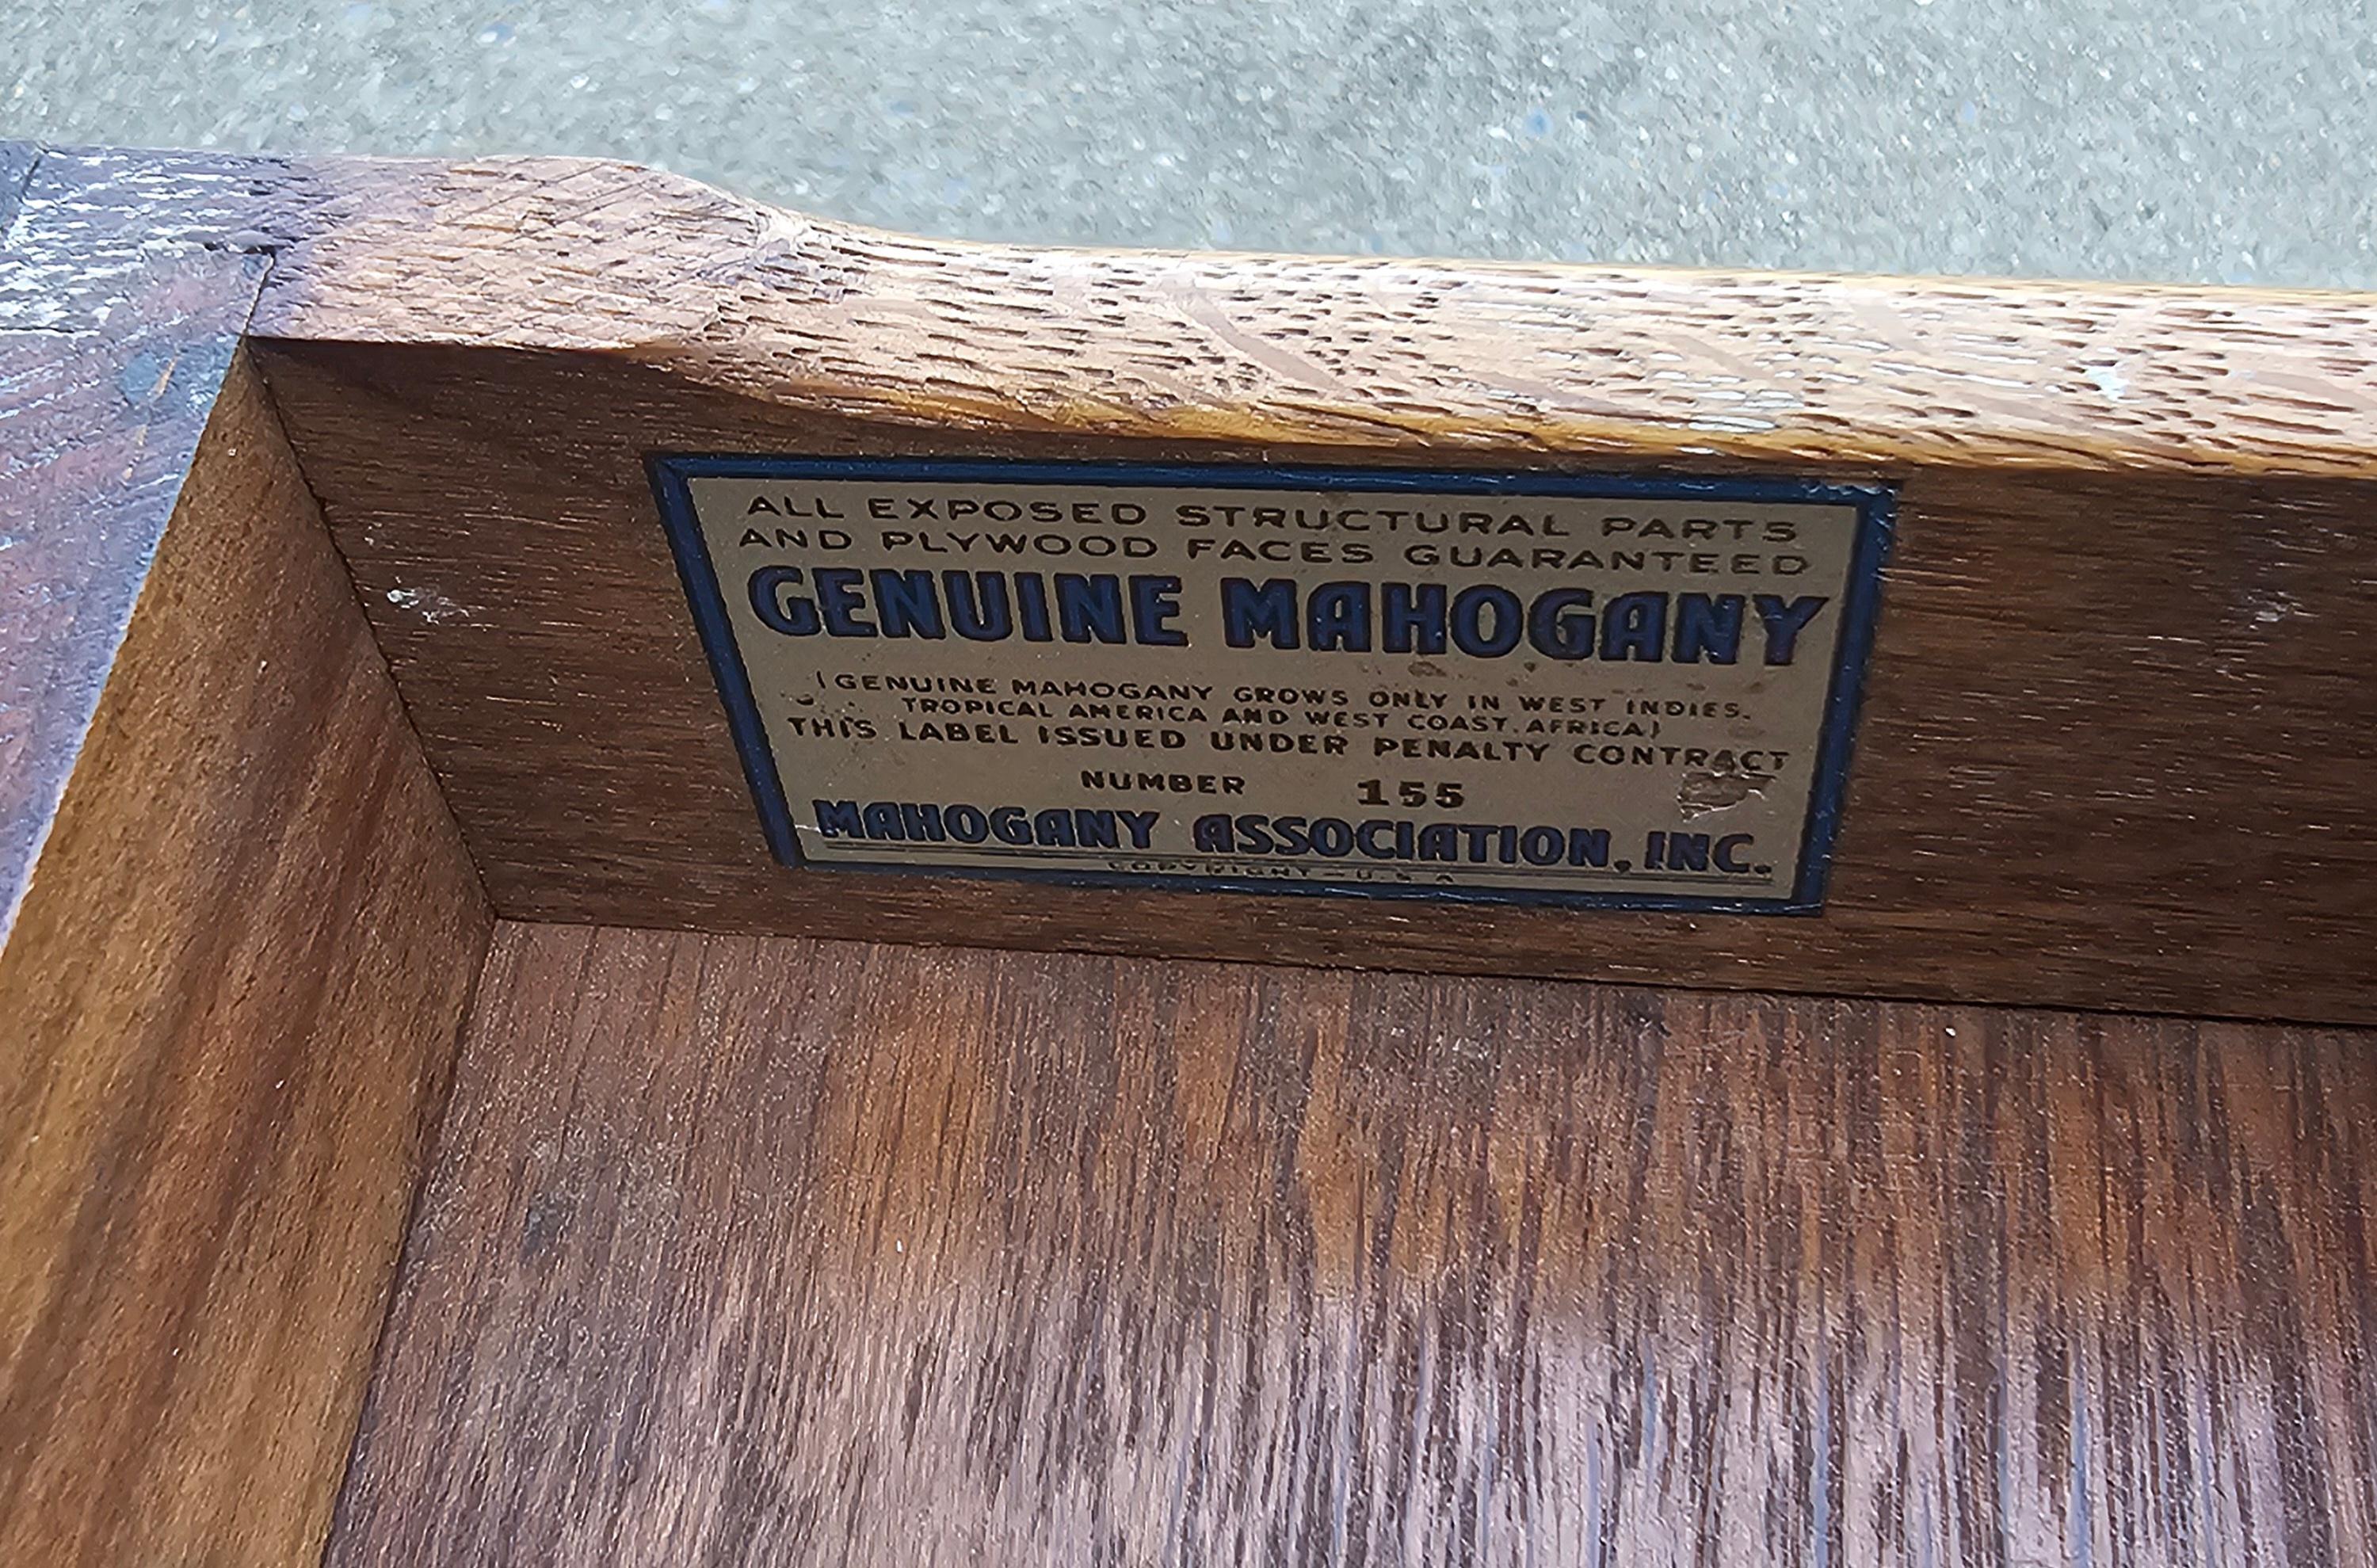 ALL EXPOSED STRUCTURAL PARTS
AND PLYWOOD FACES GUARANTEED
GENUINE MAHOGANY
(GENUINE MAHOGANY GROWS ONLY IN WEST INDIES,
TROPICAL AMERICA AND WEST COAST, AFRICA)
THIS LABEL ISSUED UNDER PENALTY CONTRACT
NUMBER 155
MAHOGANY ASSOCIATION, INC.
COPYRIGHT-U.S.A